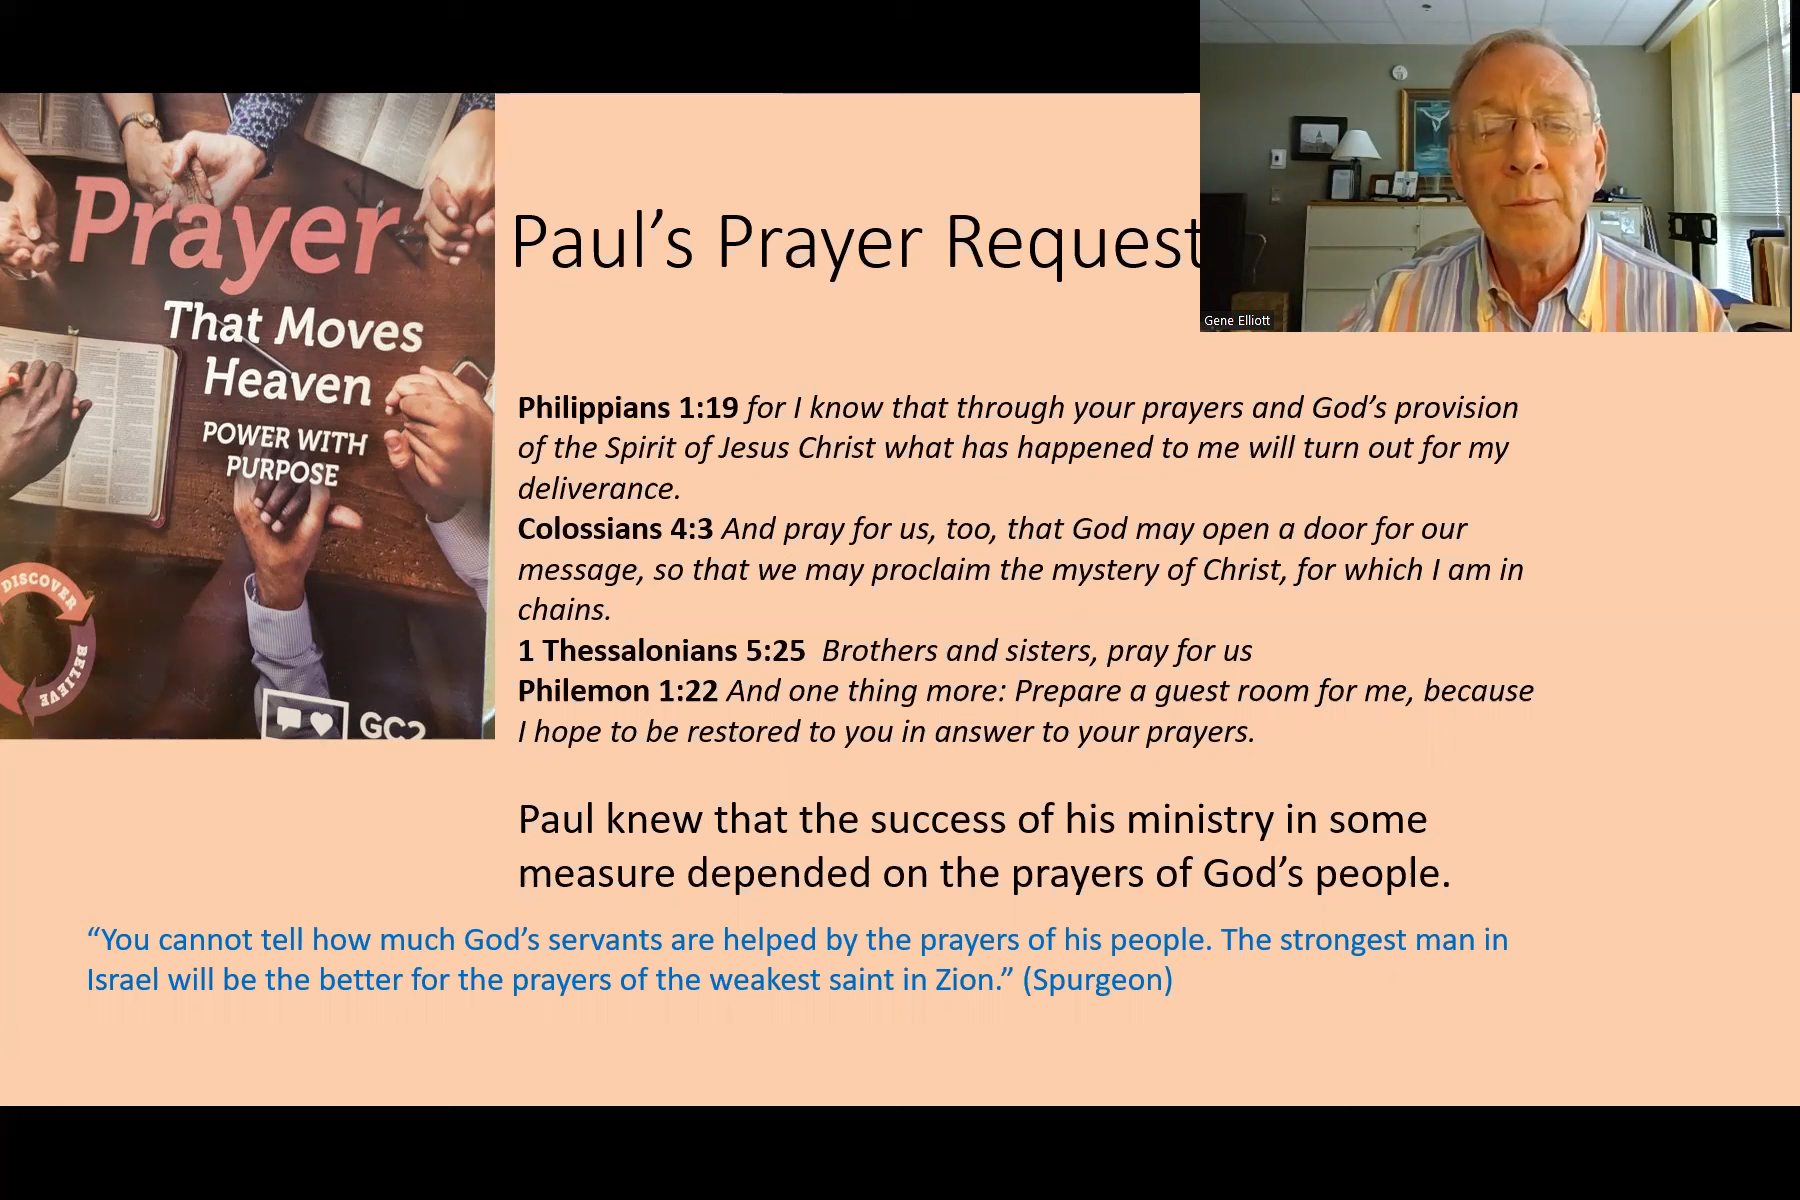 Prayer
That Moves
Heaven
POWER WITH
PURPOSE
DISCOVER
BELIEVE
GC2
Paul’s Prayer Request
Gene Elliott
Philippians 1:19 for I know that through your prayers and God’s provision
of the Spirit of Jesus Christ what has happened to me will turn out for my
deliverance.
Colossians 4:3 And pray for us, too, that God may open a door for our
message, so that we may proclaim the mystery of Christ, for which I am in
chains.
1 Thessalonians 5:25 Brothers and sisters, pray for us
Philemon 1:22 And one thing more: Prepare a guest room for me, because
I hope to be restored to you in answer to your prayers.
Paul knew that the success of his ministry in some
measure depended on the prayers of God’s people.
“You cannot tell how much God’s servants are helped by the prayers of his people. The strongest man in
Israel will be the better for the prayers of the weakest saint in Zion.” (Spurgeon)